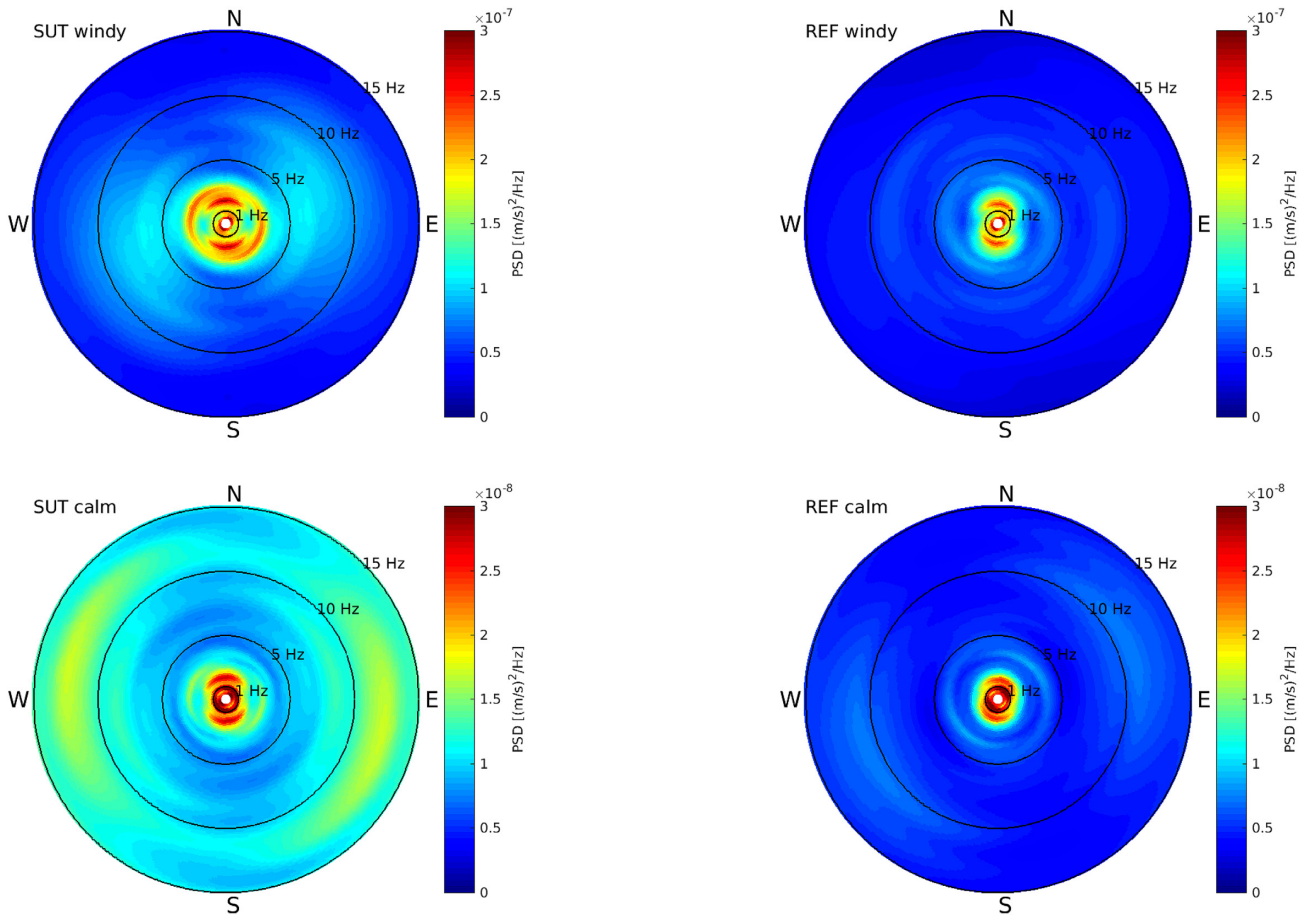 SUT windy
N
W
E
S
1 Hz
5 Hz
10 Hz
15 Hz
×10-7
3
2.5
2
1.5
1
0.5
0
PSD [(m/s)2/Hz]
REF windy
N
W
E
S
1 Hz
5 Hz
10 Hz
15 Hz
×10-7
3
2.5
2
1.5
1
0.5
0
PSD [(m/s)2/Hz]
SUT calm
N
W
E
S
1 Hz
5 Hz
10 Hz
15 Hz
×10-8
3
2.5
2
1.5
1
0.5
0
PSD [(m/s)2/Hz]
REF calm
N
W
E
S
1 Hz
5 Hz
10 Hz
15 Hz
×10-8
3
2.5
2
1.5
1
0.5
0
PSD [(m/s)2/Hz]